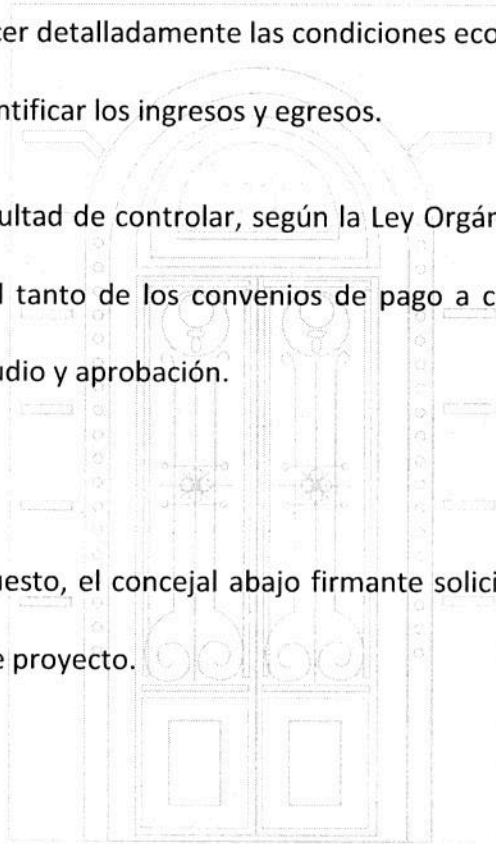 cer detalladamente las condiciones eco
ntificar los ingresos y egresos.
ultad de controlar, según la Ley Orgán
l tanto de los convenios de pago a c
udio y aprobación.
uesto, el concejal abajo firmante solici
e proyecto.